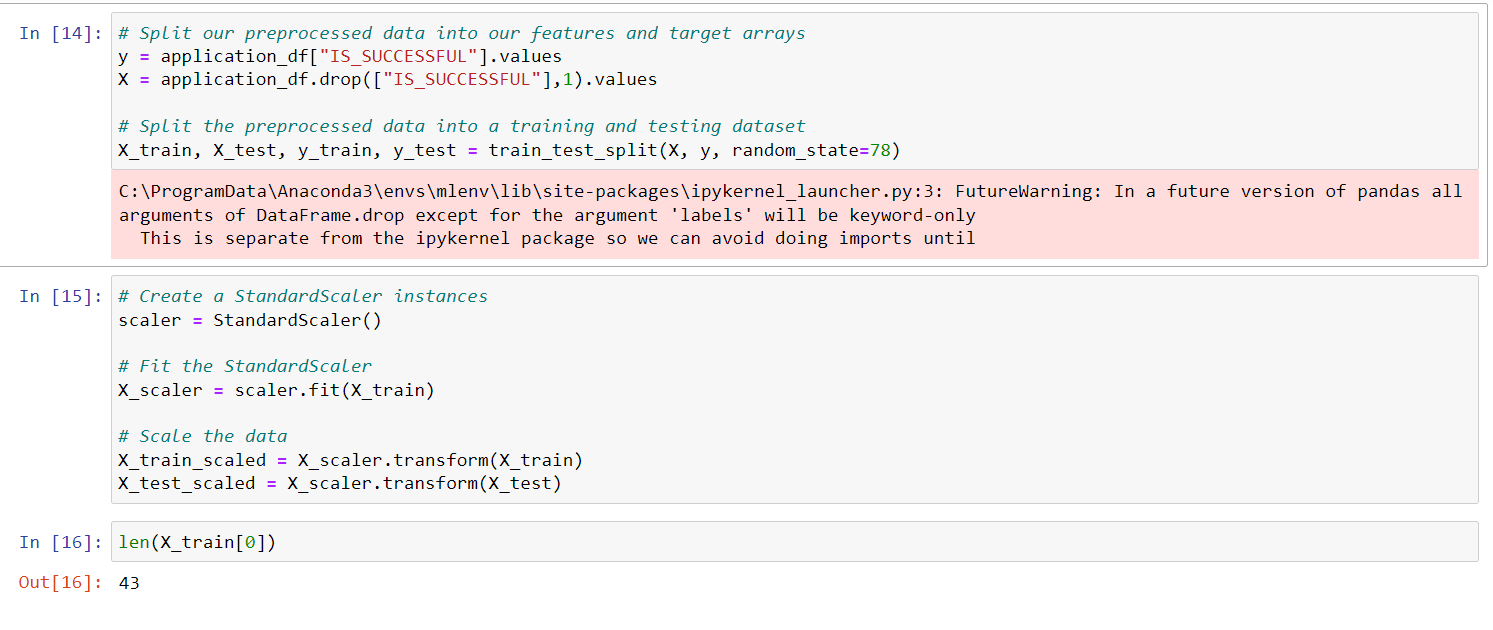 In [14]: # Split our preprocessed data into our features and target arrays
y = application_df["IS_SUCCESSFUL"].values
X = application_df.drop(["IS_SUCCESSFUL"],1).values
# Split the preprocessed data into a training and testing dataset
X_train, X_test, y_train, y_test = train_test_split(X, y, random_state=78)
C:\ProgramData\Anaconda3\envs\mlenv\lib\site-packages\ipykernel_launcher.py:3: FutureWarning: In a future version of pandas all
arguments of DataFrame.drop except for the argument 'labels' will be keyword-only
This is separate from the ipykernel package so we can avoid doing imports until
In [15]: # Create a StandardScaler instances
scaler = StandardScaler()
# Fit the StandardScaler
X_scaler = scaler.fit(X_train)
# Scale the data
X_train_scaled = X_scaler.transform(X_train)
X_test_scaled = X_scaler.transform(X_test)
In [16]: len(X_train[0])
Out[16]: 43